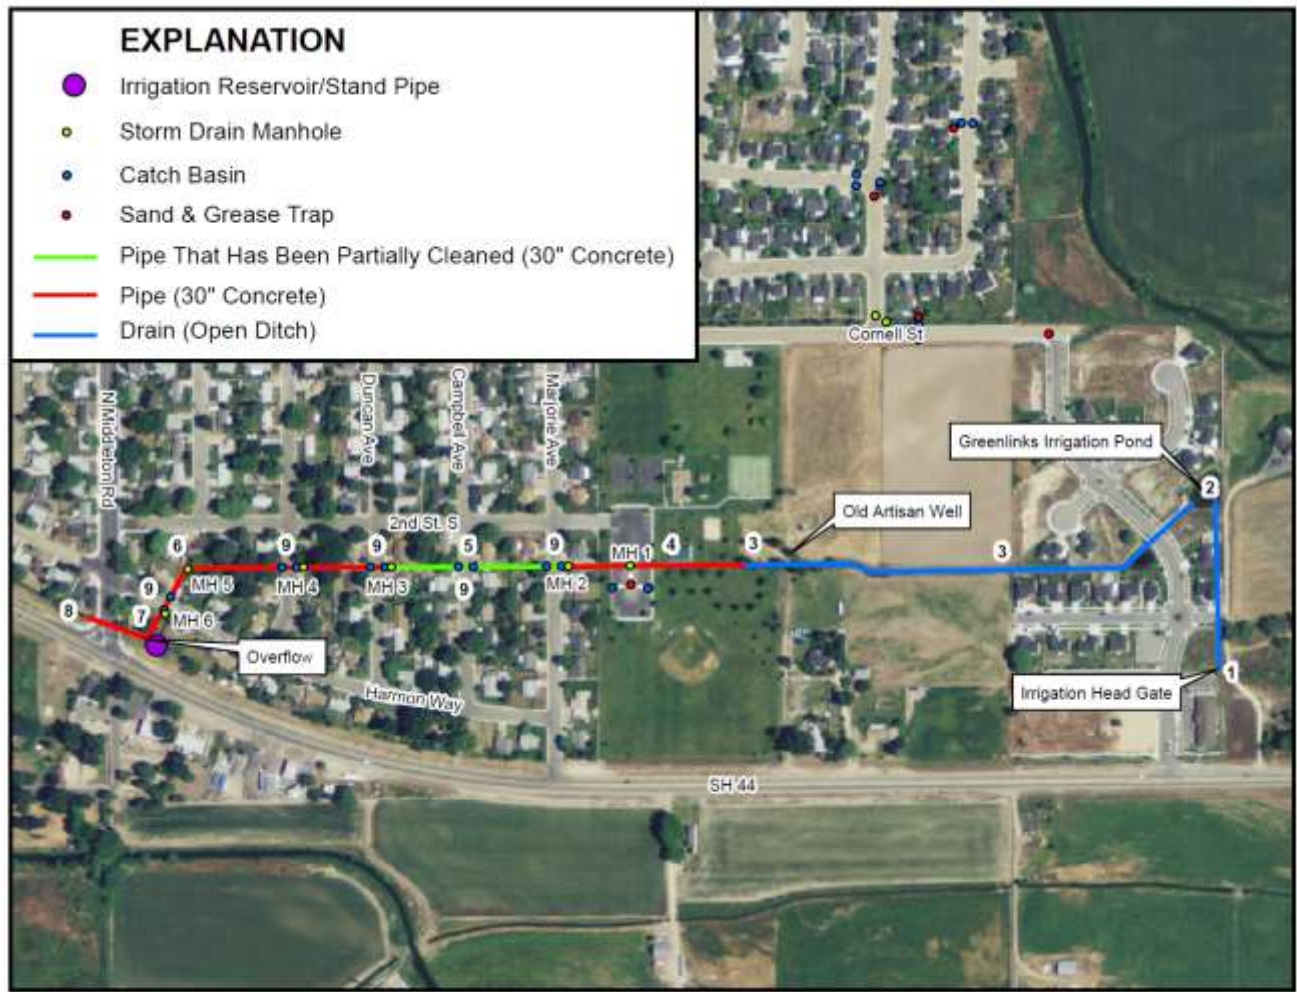 EXPLANATION
Irrigation Reservoir/Stand Pipe
Storm Drain Manhole
Catch Basin
Sand & Grease Trap
Pipe That Has Been Partially Cleaned (30" Concrete)
Pipe (30" Concrete)
Drain (Open Ditch)
Cornell St
N Middleton Rd
Duncan Ave
Campbell Ave
Marjorie Ave
Greenlinks Irrigation Pond
2
Old Artisan Well
2nd St. S
6
9
9
5
9
MH 1
4
3
3
9
MH 5
MH 4
MH 3
9
MH 2
8
7
MH 6
Overflow
Harmon Way
1
Irrigation Head Gate
SH 44